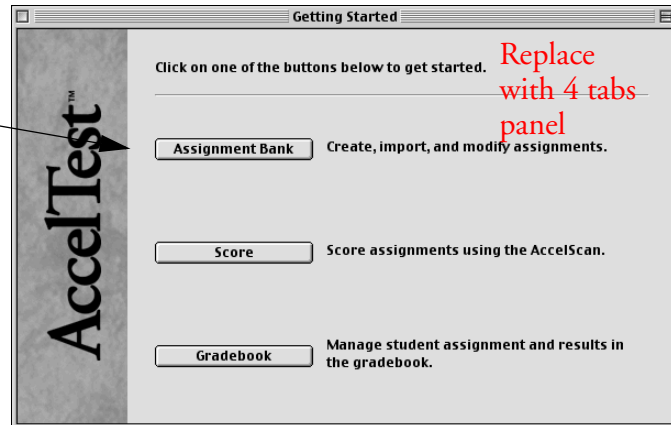 Getting Started
AccelTest™
Click on one of the buttons below to get started.
Replace
with 4 tabs
panel
Assignment Bank
Create, import, and modify assignments.
Score
Score assignments using the AccelScan.
Gradebook
Manage student assignment and results in
the gradebook.